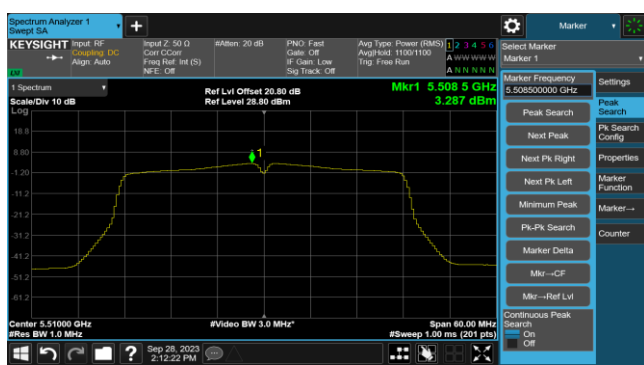 Spectrum Analyzer 1
Swept SA
Marker
KEYSIGHT
Input: RF
Coupling: DC
Align: Auto
Input Z: 50 Ω
Corr CCorr
Freq Ref: Int (S)
NFE: Off
#Atten: 20 dB
PNO: Fast
Gate: Off
IF Gain: Low
Sig Track: Off
Avg Type: Power (RMS)
Avg|Hold: 1100/1100
Trig: Free Run
1 2 3 4 5 6
A W W W W W
A N N N N N
Select Marker
Marker 1
1 Spectrum
Scale/Div 10 dB
Log
Ref Lvl Offset 20.80 dB
Ref Level 28.80 dBm
Mkr1 5.508 5 GHz
3.287 dBm
18.8
8.80
-1.20
-11.2
-21.2
-31.2
-41.2
-51.2
-61.2
1
Center 5.51000 GHz
#Res BW 1.0 MHz
#Video BW 3.0 MHz*
Span 60.00 MHz
#Sweep 1.00 ms (201 pts)
Marker Frequency
5.508500000 GHz
Peak Search
Next Peak
Next Pk Right
Next Pk Left
Minimum Peak
Pk-Pk Search
Marker Delta
Mkr→CF
Mkr→Ref Lvl
Continuous Peak
Search
On
Off
Settings
Peak
Search
Pk Search
Config
Properties
Marker
Function
Marker→
Counter
?
Sep 28, 2023
2:12:22 PM